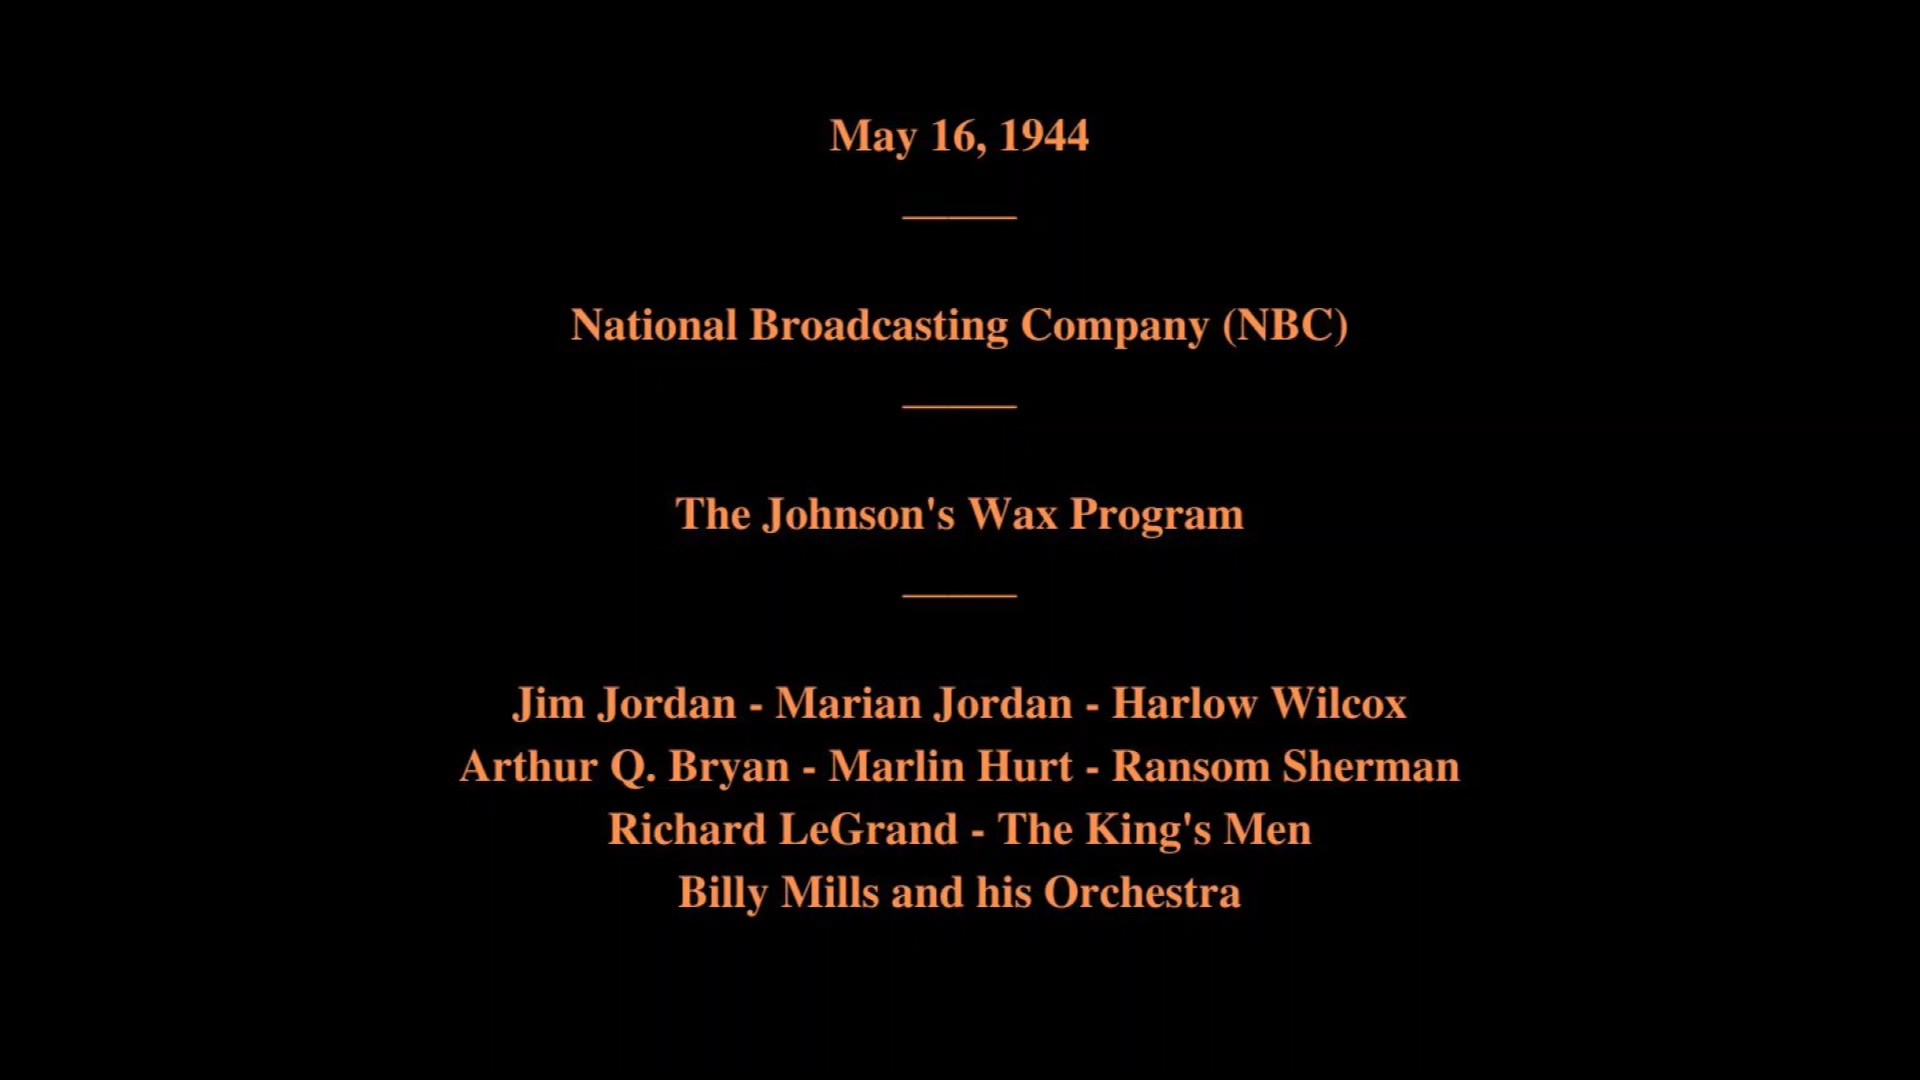 May 16, 1944
National Broadcasting Company (NBC)
The Johnson's Wax Program
Jim Jordan - Marian Jordan - Harlow Wilcox
Arthur Q. Bryan - Marlin Hurt - Ransom Sherman
Richard LeGrand - The King's Men
Billy Mills and his Orchestra